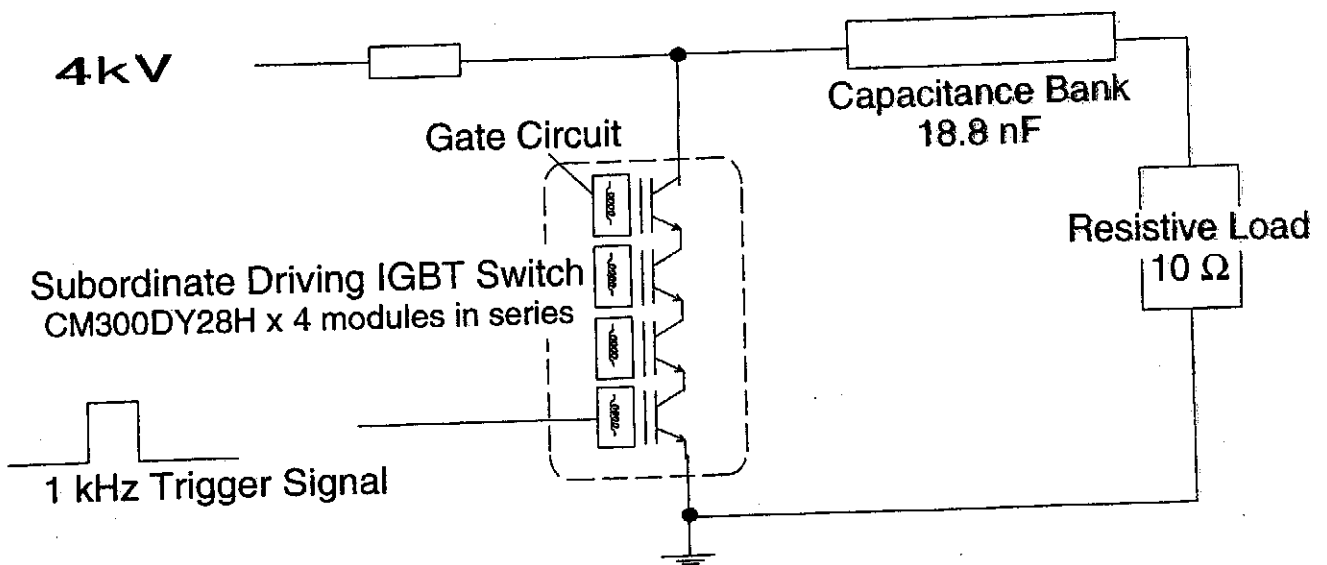 4kV
Capacitance Bank
18.8 nF
Gate Circuit
Resistive Load
10 Ω
Subordinate Driving IGBT Switch
CM300DY28H x 4 modules in series
1 kHz Trigger Signal